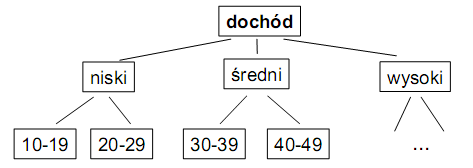 dochód
niski średni wysoki
10-19 20-29 30-39 40-49 ...